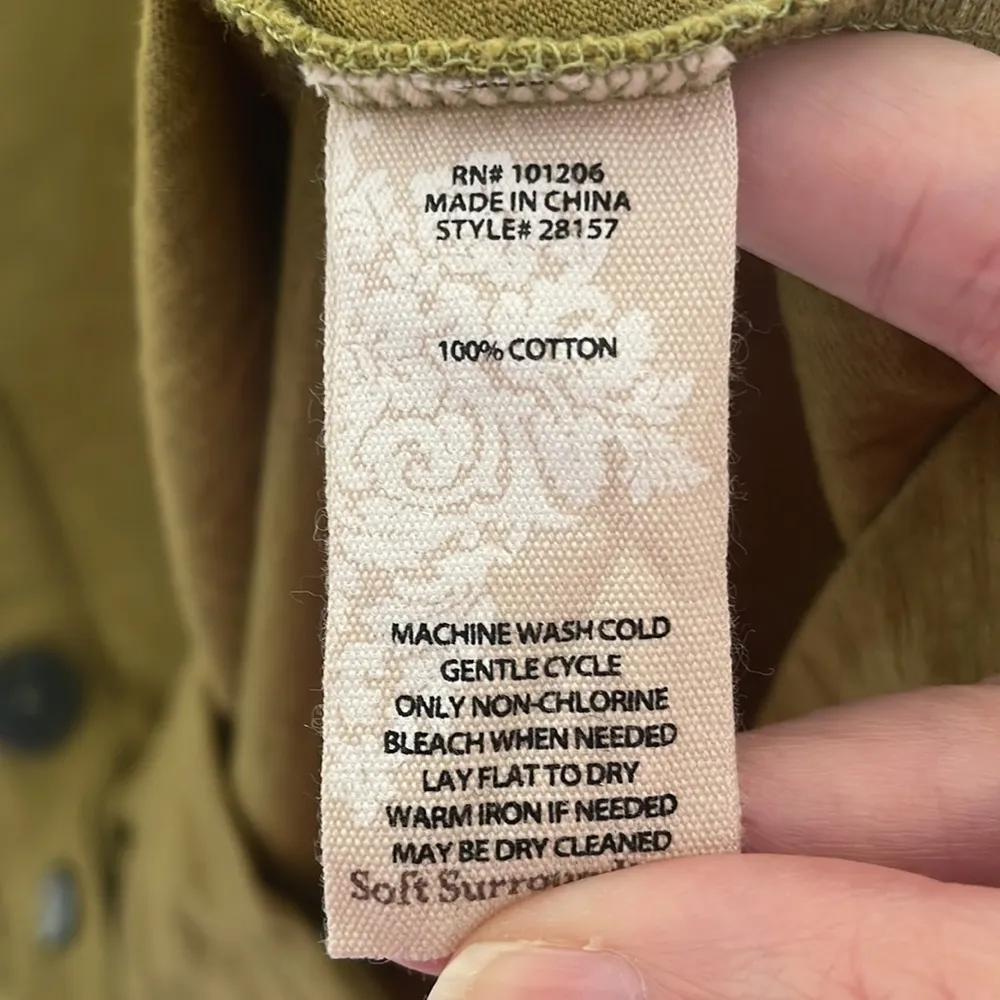 RN# 101206
MADE IN CHINA
STYLE# 28157
100% COTTON
MACHINE WASH COLD
GENTLE CYCLE
ONLY NON-CHLORINE
BLEACH WHEN NEEDED
LAY FLAT TO DRY
WARM IRON IF NEEDED
MAY BE DRY CLEANED
Soft